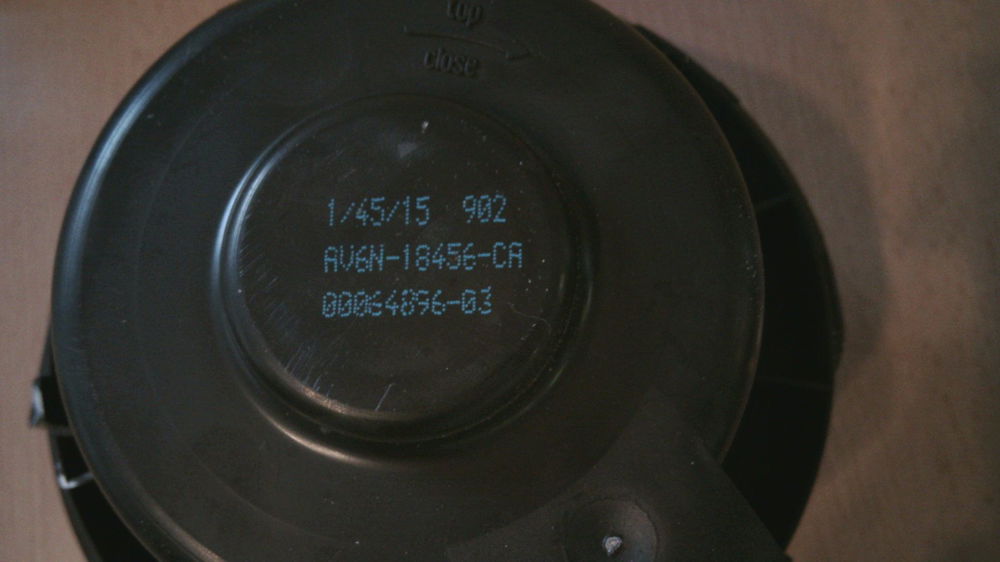 top
close
1/45/15 902
AV6N-18456-CA
00064896-03